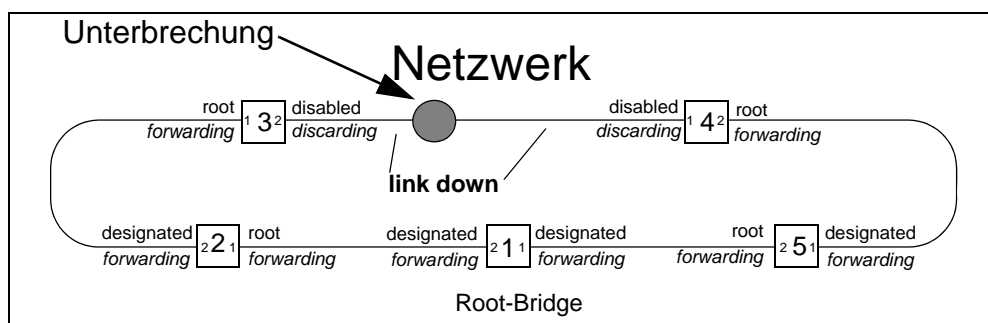 Unterbrechung
Netzwerk
root disabled disabled root
1 3 2 1 4 2
forwarding discarding discarding forwarding
link down
designated root designated designated root designated
2 2 1 2 1 1 2 5 1
forwarding forwarding forwarding forwarding forwarding forwarding
Root-Bridge